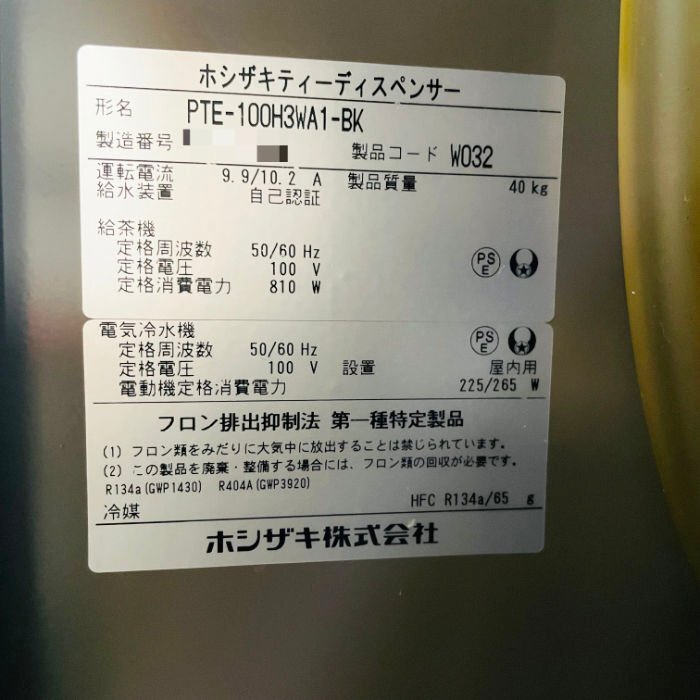 ホシザキティーディスペンサー
形名 PTE-100H3WA1-BK
製造番号
製品コード W032
運転電流 9.9/10.2 A 製品質量 40 kg
給水装置 自己認証
給茶機
定格周波数 50/60 Hz
定格電圧 100 V
定格消費電力 810 W
PS
E
電気冷水機
定格周波数 50/60 Hz
PS
E
定格電圧 100 V 設置 屋内用
電動機定格消費電力 225/265 W
フロン排出抑制法 第一種特定製品
(1) フロン類をみだりに大気中に放出することは禁じられています。
(2) この製品を廃棄・整備する場合には、フロン類の回収が必要です。
R134a(GWP1430) R404A(GWP3920)
冷媒 HFC R134a/65 g
ホシザキ株式会社